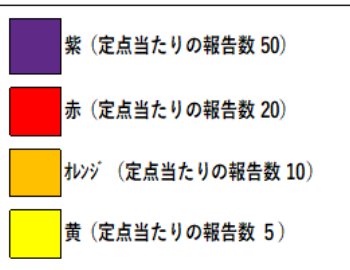 紫（定点当たりの報告数 50）
赤（定点当たりの報告数 20）
ｵﾚﾝｼﾞ（定点当たりの報告数 10）
黄（定点当たりの報告数 5）